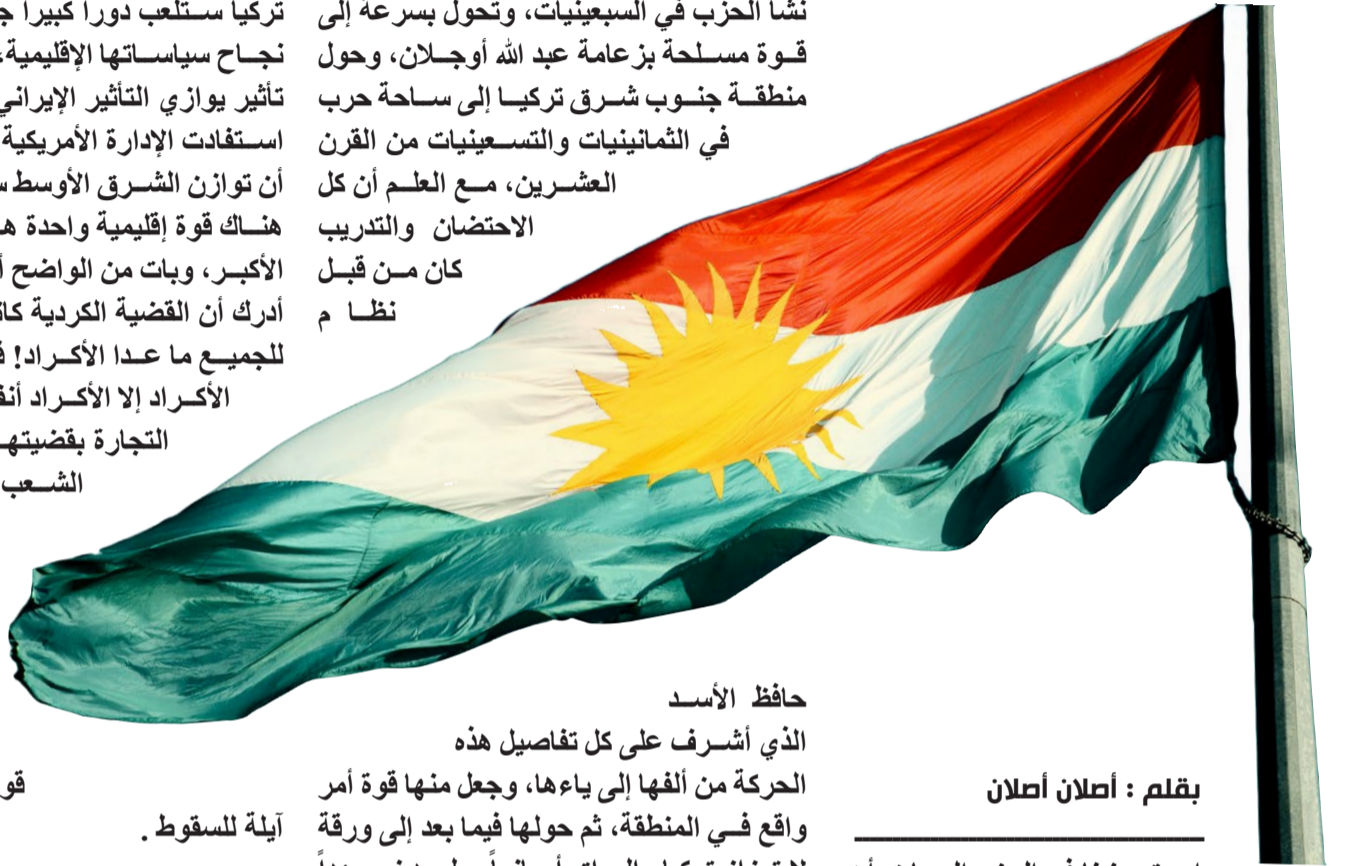 بقلم : أصلان أصلان
نشأ الحزب في السبعينيات، وتحول بسرعة إلى
قوة مسلحة بزعامة عبد الله أوجلان، وحول
منطقة جنوب شرق تركيا إلى ساحة حرب
في الثمانينيات والتسعينيات من القرن
العشرين، مع العلم أن كل
الاحتضان والتدريب
كان من قبل
نظا م
حافظ الأسد
الذي أشرف على كل تفاصيل هذه
الحركة من ألفها إلى ياءها، وجعل منها قوة أمر
واقع في المنطقة، ثم حولها فيما بعد إلى ورقة
تركيا ستلعب دورا كبيرا
نجاح سياساتها الإقليمية،
تأثير يوازي التأثير الإيراني
استفادت الإدارة الأمريكية
أن توازن الشرق الأوسط
هناك قوة إقليمية واحدة
الأكبر، وبات من الواضح
أدرك أن القضية الكردية
للجميع ما عدا الأكراد!
الأكراد إلا الأكراد
التجارة
الشعب
آيلة للسقوط .